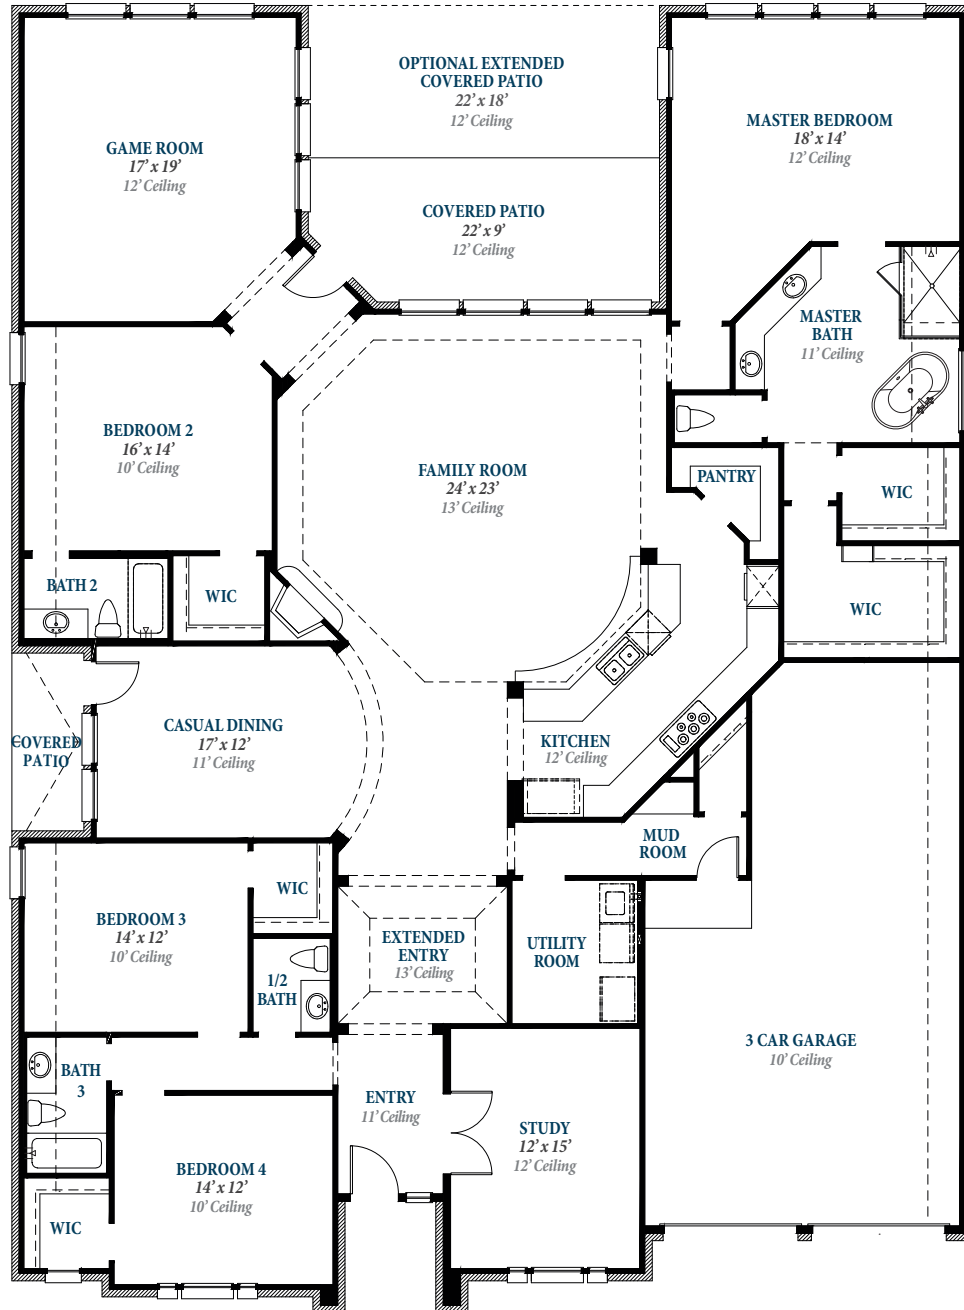 OPTIONAL EXTENDED
COVERED PATIO
22' x 18'
12' Ceiling
MASTER BEDROOM
18' x 14'
12' Ceiling
GAME ROOM
17' x 19'
12' Ceiling
COVERED PATIO
22' x 9'
12' Ceiling
MASTER
BATH
11' Ceiling
BEDROOM 2
16' x 14'
10' Ceiling
FAMILY ROOM
24' x 23'
13' Ceiling
PANTRY
WIC
BATH 2
WIC
WIC
CASUAL DINING
17' x 12'
11' Ceiling
COVERED
PATIO
KITCHEN
12' Ceiling
MUD
ROOM
WIC
BEDROOM 3
14' x 12'
10' Ceiling
EXTENDED
ENTRY
13' Ceiling
UTILITY
ROOM
1/2
BATH
3 CAR GARAGE
10' Ceiling
BATH
3
ENTRY
11' Ceiling
STUDY
12' x 15'
12' Ceiling
BEDROOM 4
14' x 12'
10' Ceiling
WIC